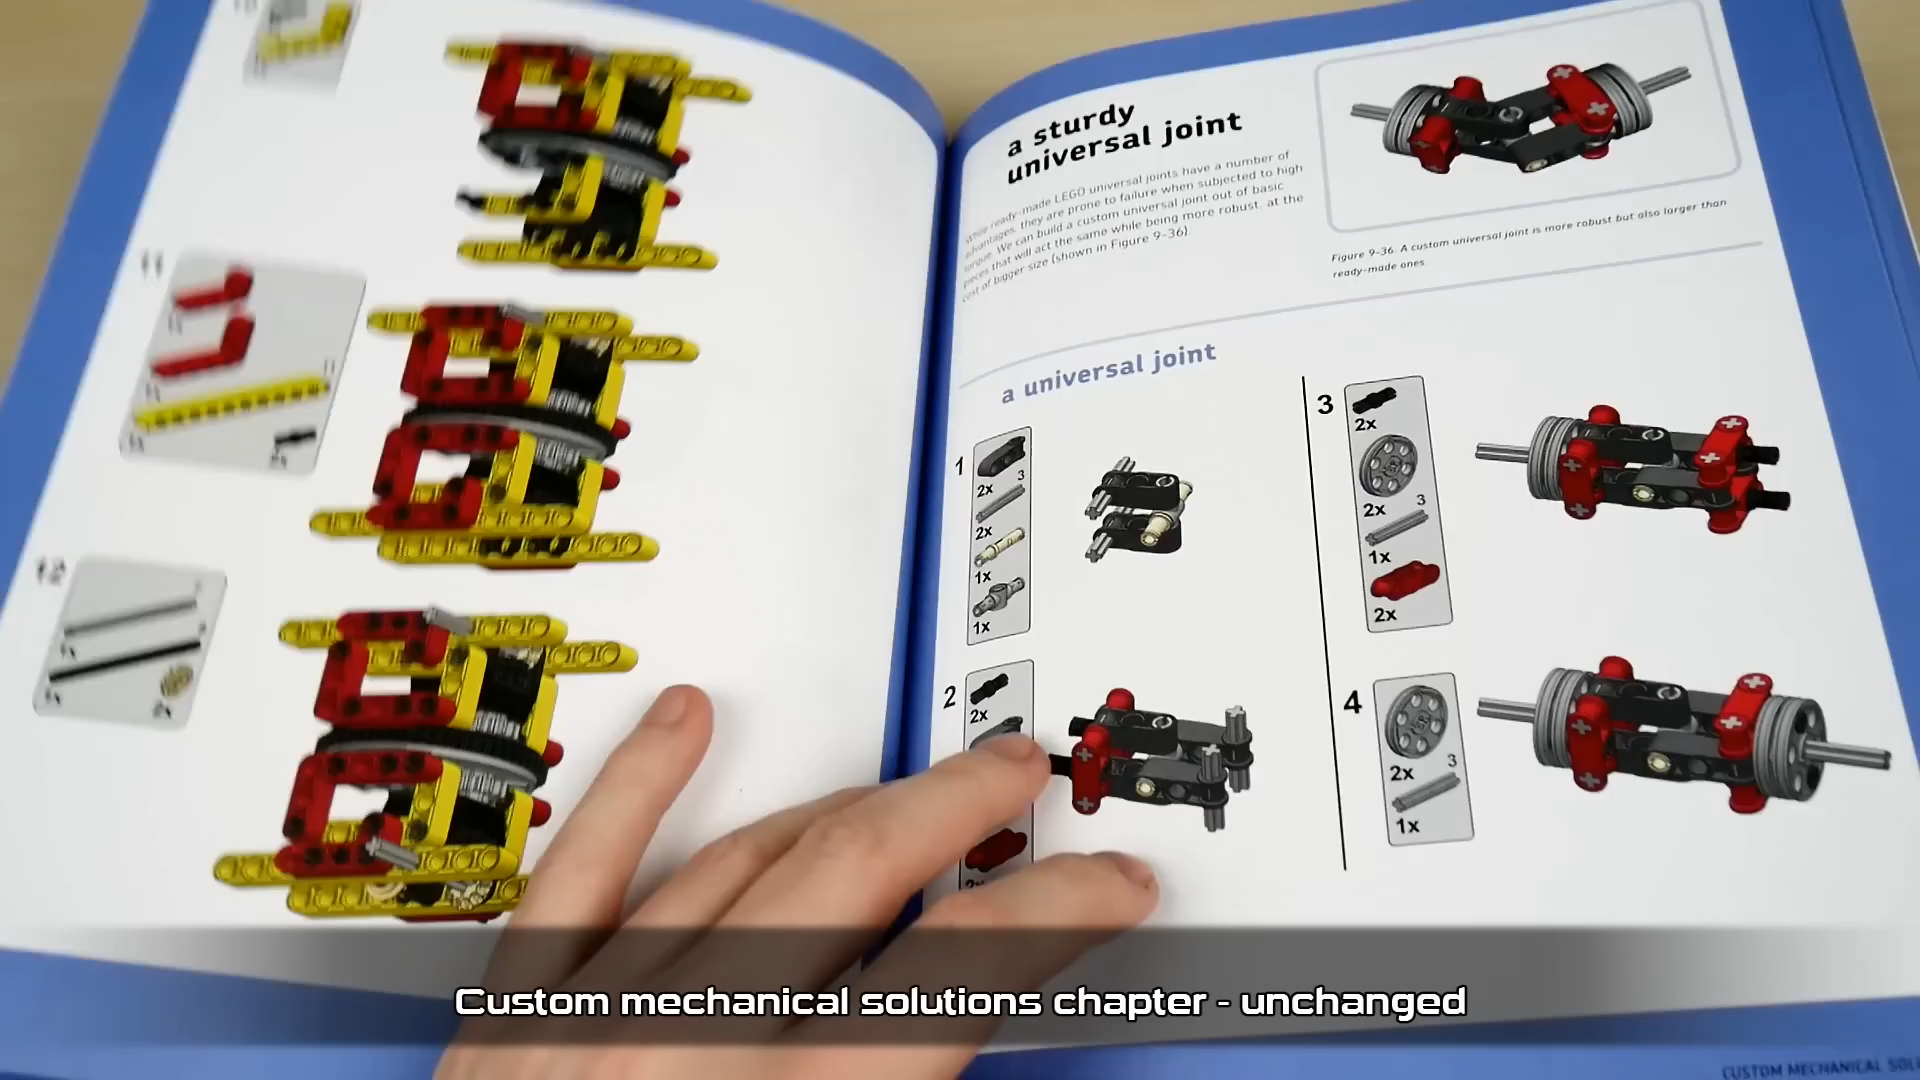 10
11
12
2x
a sturdy
universal joint
While ready-made LEGO universal joints have a number of
advantages, they are prone to failure when subjected to high
torque. We can build a custom universal joint out of basic
pieces that will act the same while being more robust, at the
cost of bigger size (shown in Figure 9-36).
Figure 9-36. A custom universal joint is more robust but also larger than
ready-made ones.
a universal joint
1
2x
3
2x
1x
1x
2
2x
2x
3
2x
2x
3
1x
2x
4
2x
3
1x
Custom mechanical solutions chapter - unchanged
CUSTOM MECHANICAL